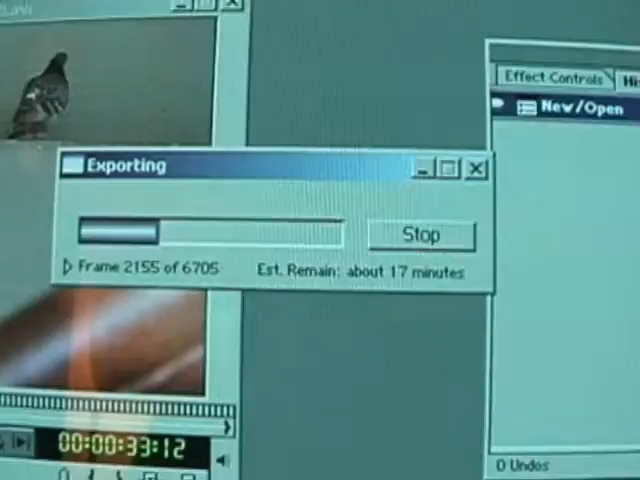 .avi
Effect Controls
New/Open
Exporting
Stop
Frame 2155 of 6705
Est. Remain: about 17 minutes
00:00:33:12
0 Undos